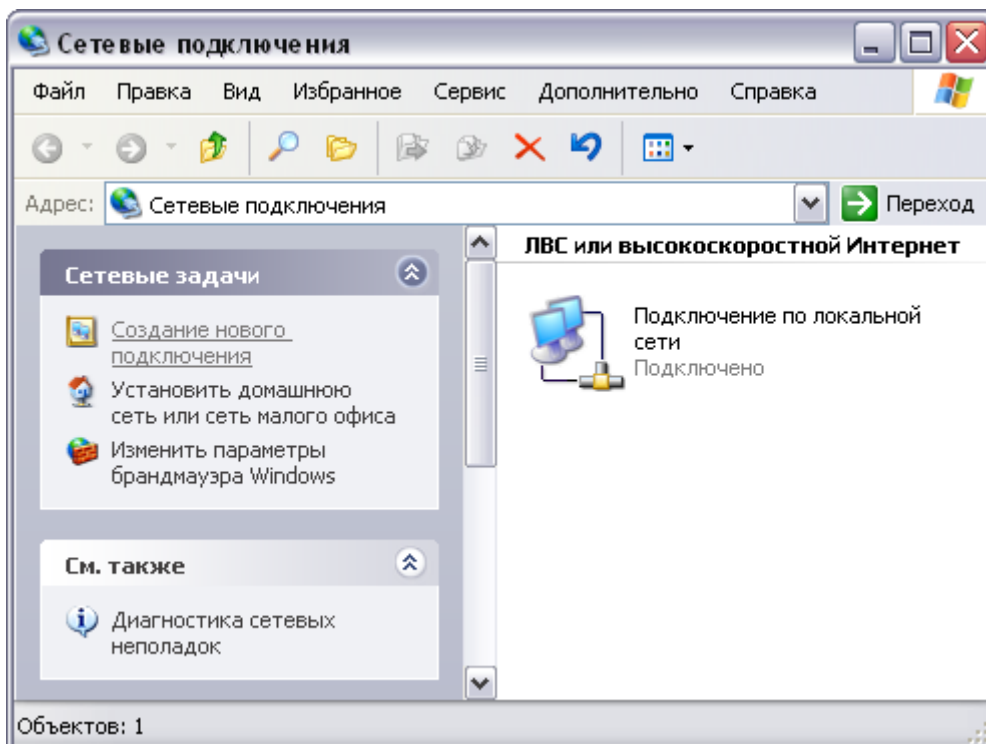 Сетевые подключения
Файл Правка Вид Избранное Сервис Дополнительно Справка
Адрес: Сетевые подключения Переход
Сетевые задачи
Создание нового
подключения
Установить домашнюю
сеть или сеть малого офиса
Изменить параметры
брандмауэра Windows
См. также
Диагностика сетевых
неполадок
ЛВС или высокоскоростной Интернет
Подключение по локальной
сети
Подключено
Объектов: 1